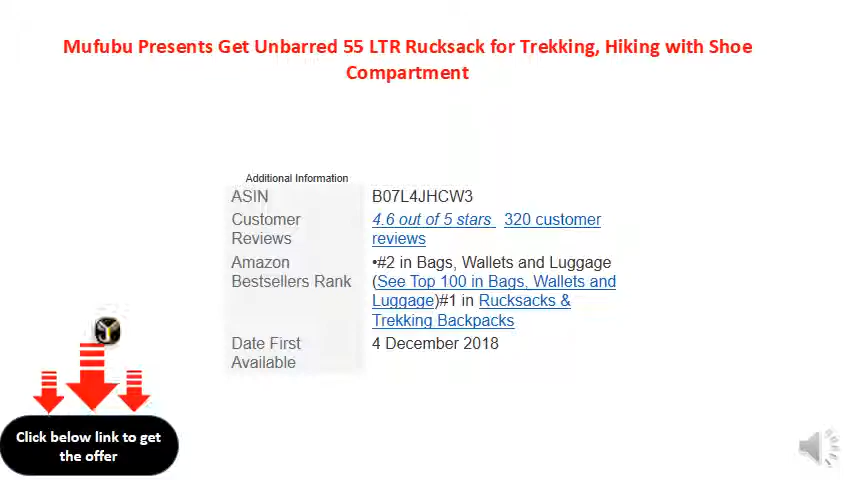 Mufubu Presents Get Unbarred 55 LTR Rucksack for Trekking, Hiking with Shoe
Compartment
Additional Information
ASIN B07L4JHCW3
Customer 4.6 out of 5 stars 320 customer
Reviews reviews
Amazon •#2 in Bags, Wallets and Luggage
Bestsellers Rank (See Top 100 in Bags, Wallets and
Luggage)#1 in Rucksacks &
Trekking Backpacks
Date First 4 December 2018
Available
Click below link to get
the offer